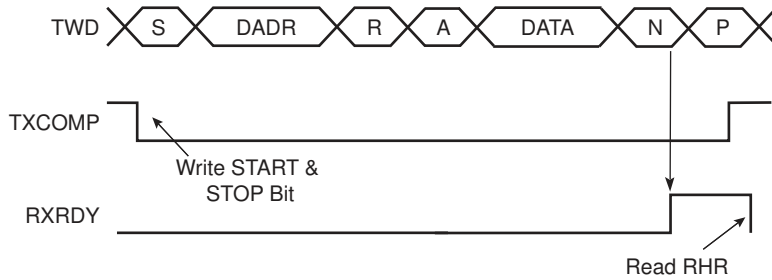 TWD S DADR R A DATA N P
TXCOMP
Write START &
STOP Bit
RXRDY
Read RHR